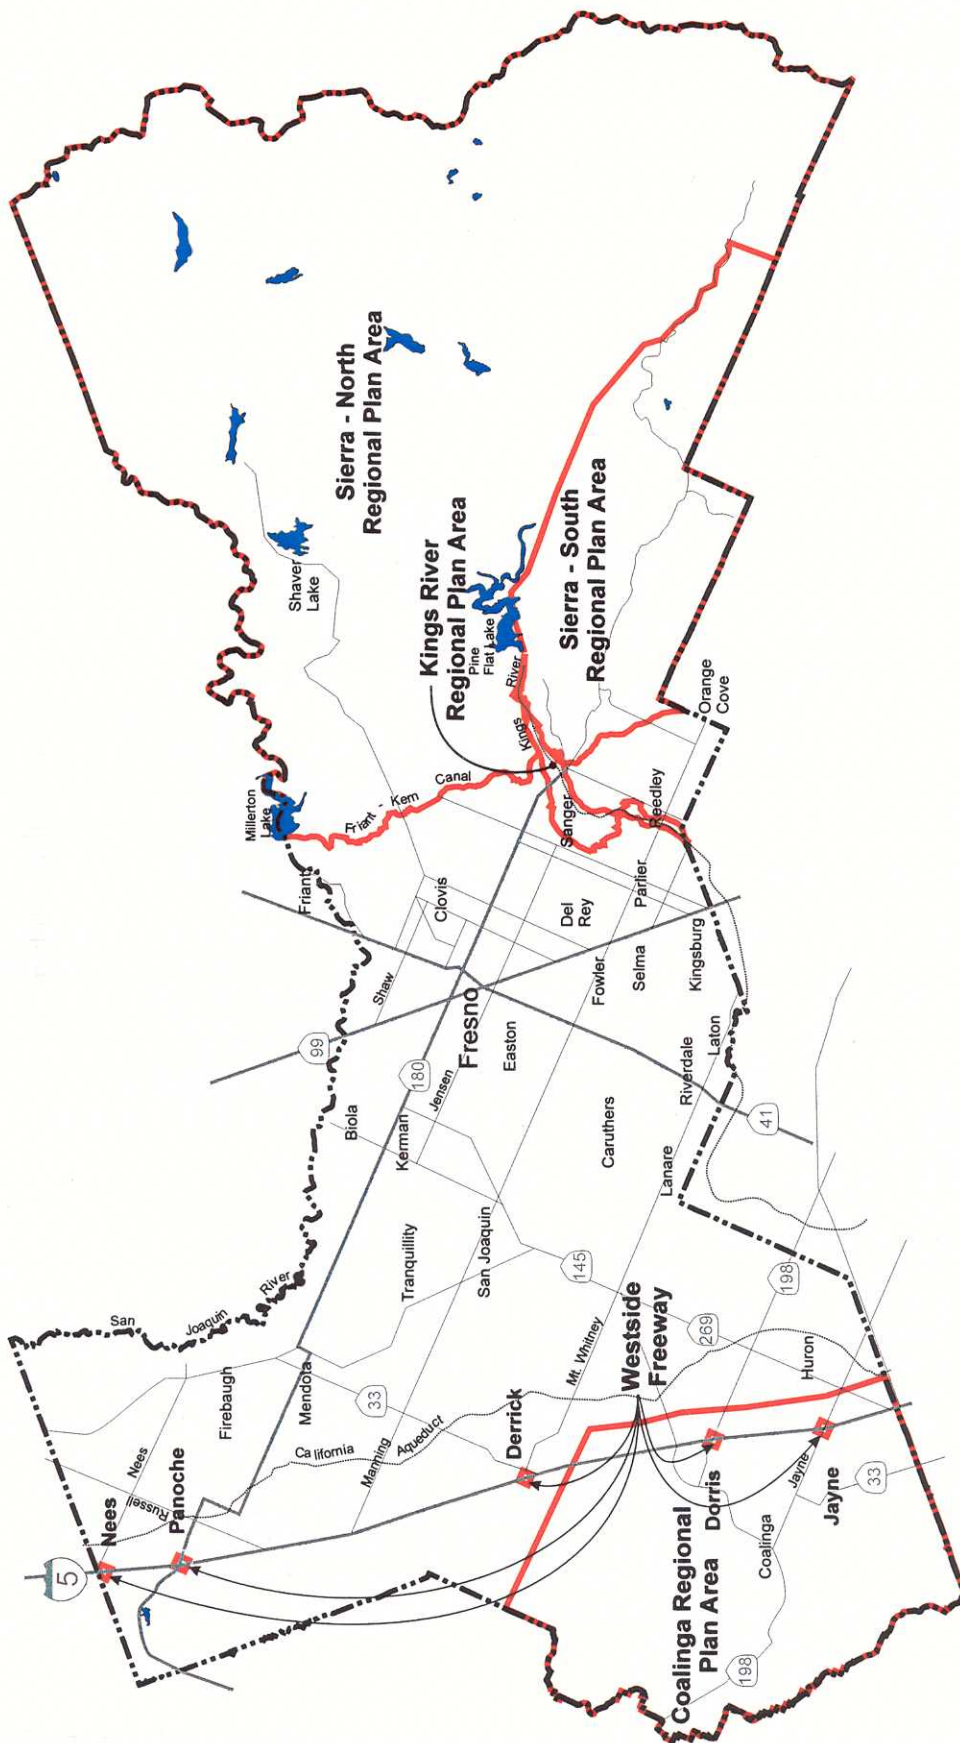 Sierra - North
Regional Plan Area
Shaver
Lake
Kings River
Regional Plan Area
Pine
Flat Lake
Sierra - South
Regional Plan Area
Millerton
Lake
Friant - Kern Canal
Kings River
Orange
Cove
Friant
Clovis
Sanger
Reedley
Del
Rey
Parlier
Shaw
Fresno
Fowler
Selma
Kingsburg
99
180
Jensen
Easton
Biola
Kerman
Caruthers
Riverdale
Laton
Lanare
41
San Joaquin River
Tranquillity
San Joaquin
145
198
269
Firebaugh
Mendota
33
Nees
Russell
California Aqueduct
Manning
Mt. Whitney
Westside
Freeway
Huron
5
Nees
Panoche
Derrick
Dorris
Jayne
Jayne
33
Coalinga
Coalinga Regional
Plan Area
198